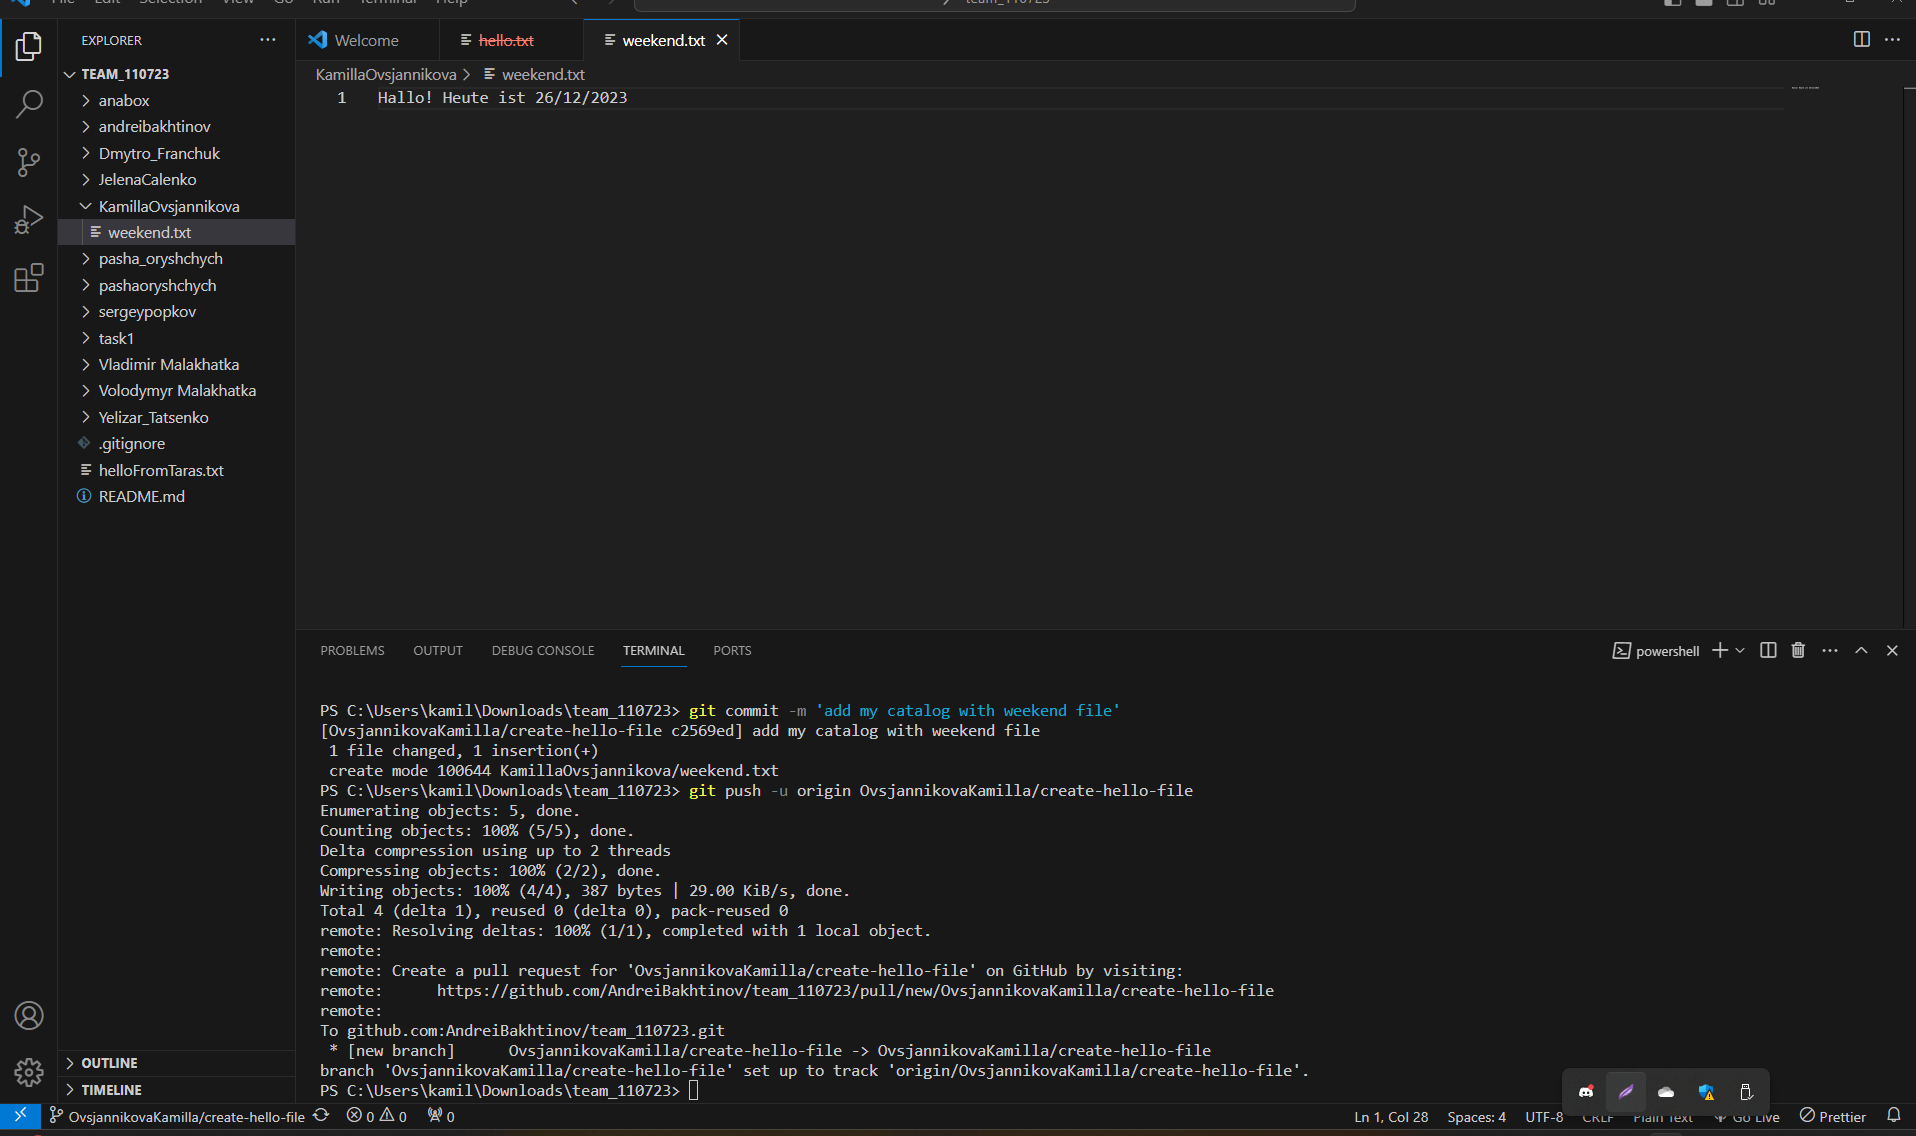 File Edit Selection View Go Run Terminal Help team_110723
EXPLORER
TEAM_110723
anabox
andreibakhtinov
Dmytro_Franchuk
JelenaCalenko
KamillaOvsjannikova
weekend.txt
pasha_oryshchych
pashaoryshchych
sergeypopkov
task1
Vladimir Malakhatka
Volodymyr Malakhatka
Yelizar_Tatsenko
.gitignore
helloFromTaras.txt
README.md
OUTLINE
TIMELINE
Welcome hello.txt weekend.txt
KamillaOvsjannikova > weekend.txt
1 Hallo! Heute ist 26/12/2023
PROBLEMS OUTPUT DEBUG CONSOLE TERMINAL PORTS powershell
PS C:\Users\kamil\Downloads\team_110723> git commit -m 'add my catalog with weekend file'
[OvsjannikovaKamilla/create-hello-file c2569ed] add my catalog with weekend file
1 file changed, 1 insertion(+)
create mode 100644 KamillaOvsjannikova/weekend.txt
PS C:\Users\kamil\Downloads\team_110723> git push -u origin OvsjannikovaKamilla/create-hello-file
Enumerating objects: 5, done.
Counting objects: 100% (5/5), done.
Delta compression using up to 2 threads
Compressing objects: 100% (2/2), done.
Writing objects: 100% (4/4), 387 bytes | 29.00 KiB/s, done.
Total 4 (delta 1), reused 0 (delta 0), pack-reused 0
remote: Resolving deltas: 100% (1/1), completed with 1 local object.
remote:
remote: Create a pull request for 'OvsjannikovaKamilla/create-hello-file' on GitHub by visiting:
remote:      https://github.com/AndreiBakhtinov/team_110723/pull/new/OvsjannikovaKamilla/create-hello-file
remote:
To github.com:AndreiBakhtinov/team_110723.git
* [new branch]      OvsjannikovaKamilla/create-hello-file -> OvsjannikovaKamilla/create-hello-file
branch 'OvsjannikovaKamilla/create-hello-file' set up to track 'origin/OvsjannikovaKamilla/create-hello-file'.
PS C:\Users\kamil\Downloads\team_110723>
OvsjannikovaKamilla/create-hello-file 0 0 0 Ln 1, Col 28 Spaces: 4 UTF-8 CRLF Plain Text Go Live Prettier